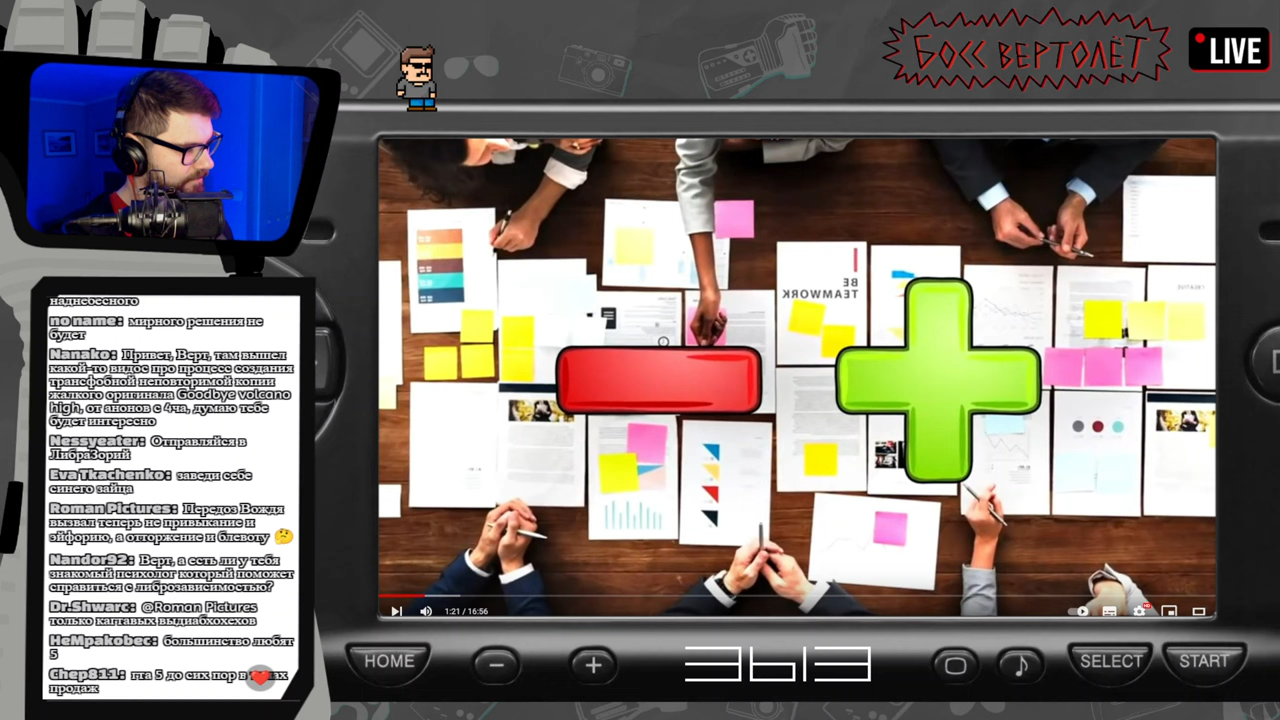 БОСС ВЕРТОЛЁТ
LIVE
наднебесного
no name: мирного решения не
будет
Nanako: Привет, Верт, там вышел
какой-то видос про процесс создания
трансфобной неповторимой копии
жалкого оригинала Goodbye volcano
high, от анонов с 4ча, думаю тебе
будет интересно
Nessyeater: Отправляйся в
ЛибраЗорий
Eva Tkachenko: заведи себе
синего зайца
Roman Pictures: Передоз Вождя
вызвал теперь не привыкание и
эйфорию, а отторжение и блевоту 🤔
Nandor92: Верт, а есть ли у тебя
знакомый психолог который поможет
справиться с либрозависимостью?
Dr.Shwarc: @Roman Pictures
только кагтавых выдиабхохехов
НеМракобес: большинство любят
5
Chep811: гта 5 до сих пор в
продаж
BE
TEAMWORK
1:21 / 16:56
HD
HOME
SELECT
START